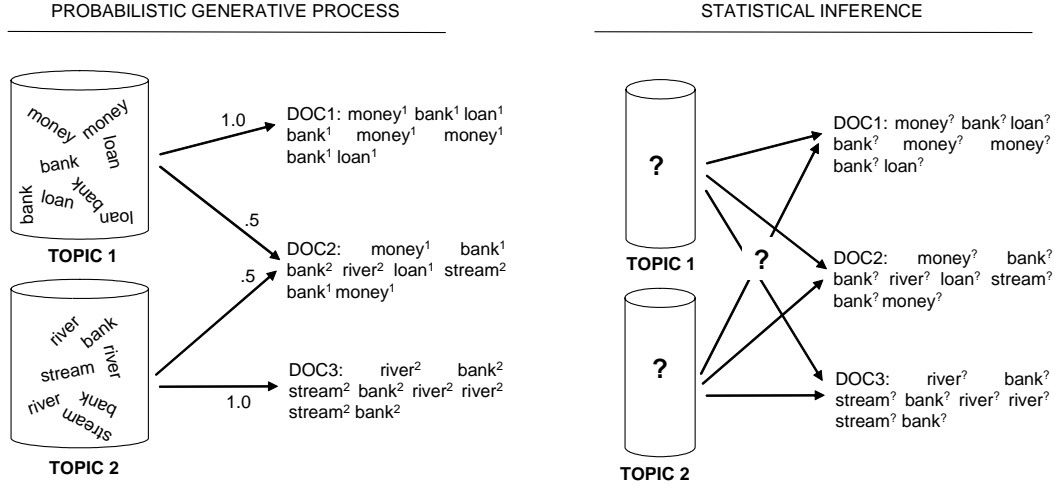 PROBABILISTIC GENERATIVE PROCESS
money
money
loan
bank
bank
bank
loan
loan
TOPIC 1
river
bank
river
stream
river
bank
stream
TOPIC 2
1.0
.5
.5
1.0
DOC1: money¹ bank¹ loan¹
bank¹ money¹ money¹
bank¹ loan¹
DOC2: money¹ bank¹
bank² river² loan¹ stream²
bank¹ money¹
DOC3: river² bank²
stream² bank² river² river²
stream² bank²
STATISTICAL INFERENCE
?
TOPIC 1
?
TOPIC 2
?
DOC1: money? bank? loan?
bank? money? money?
bank? loan?
DOC2: money? bank?
bank? river? loan? stream?
bank? money?
DOC3: river? bank?
stream? bank? river? river?
stream? bank?